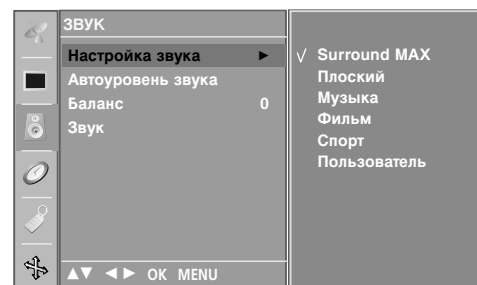 ЗВУК
Настройка звука ►
Автоуровень звука
Баланс 0
Звук
▲▼ ◄► OK MENU
√ Surround MAX
Плоский
Музыка
Фильм
Спорт
Пользователь